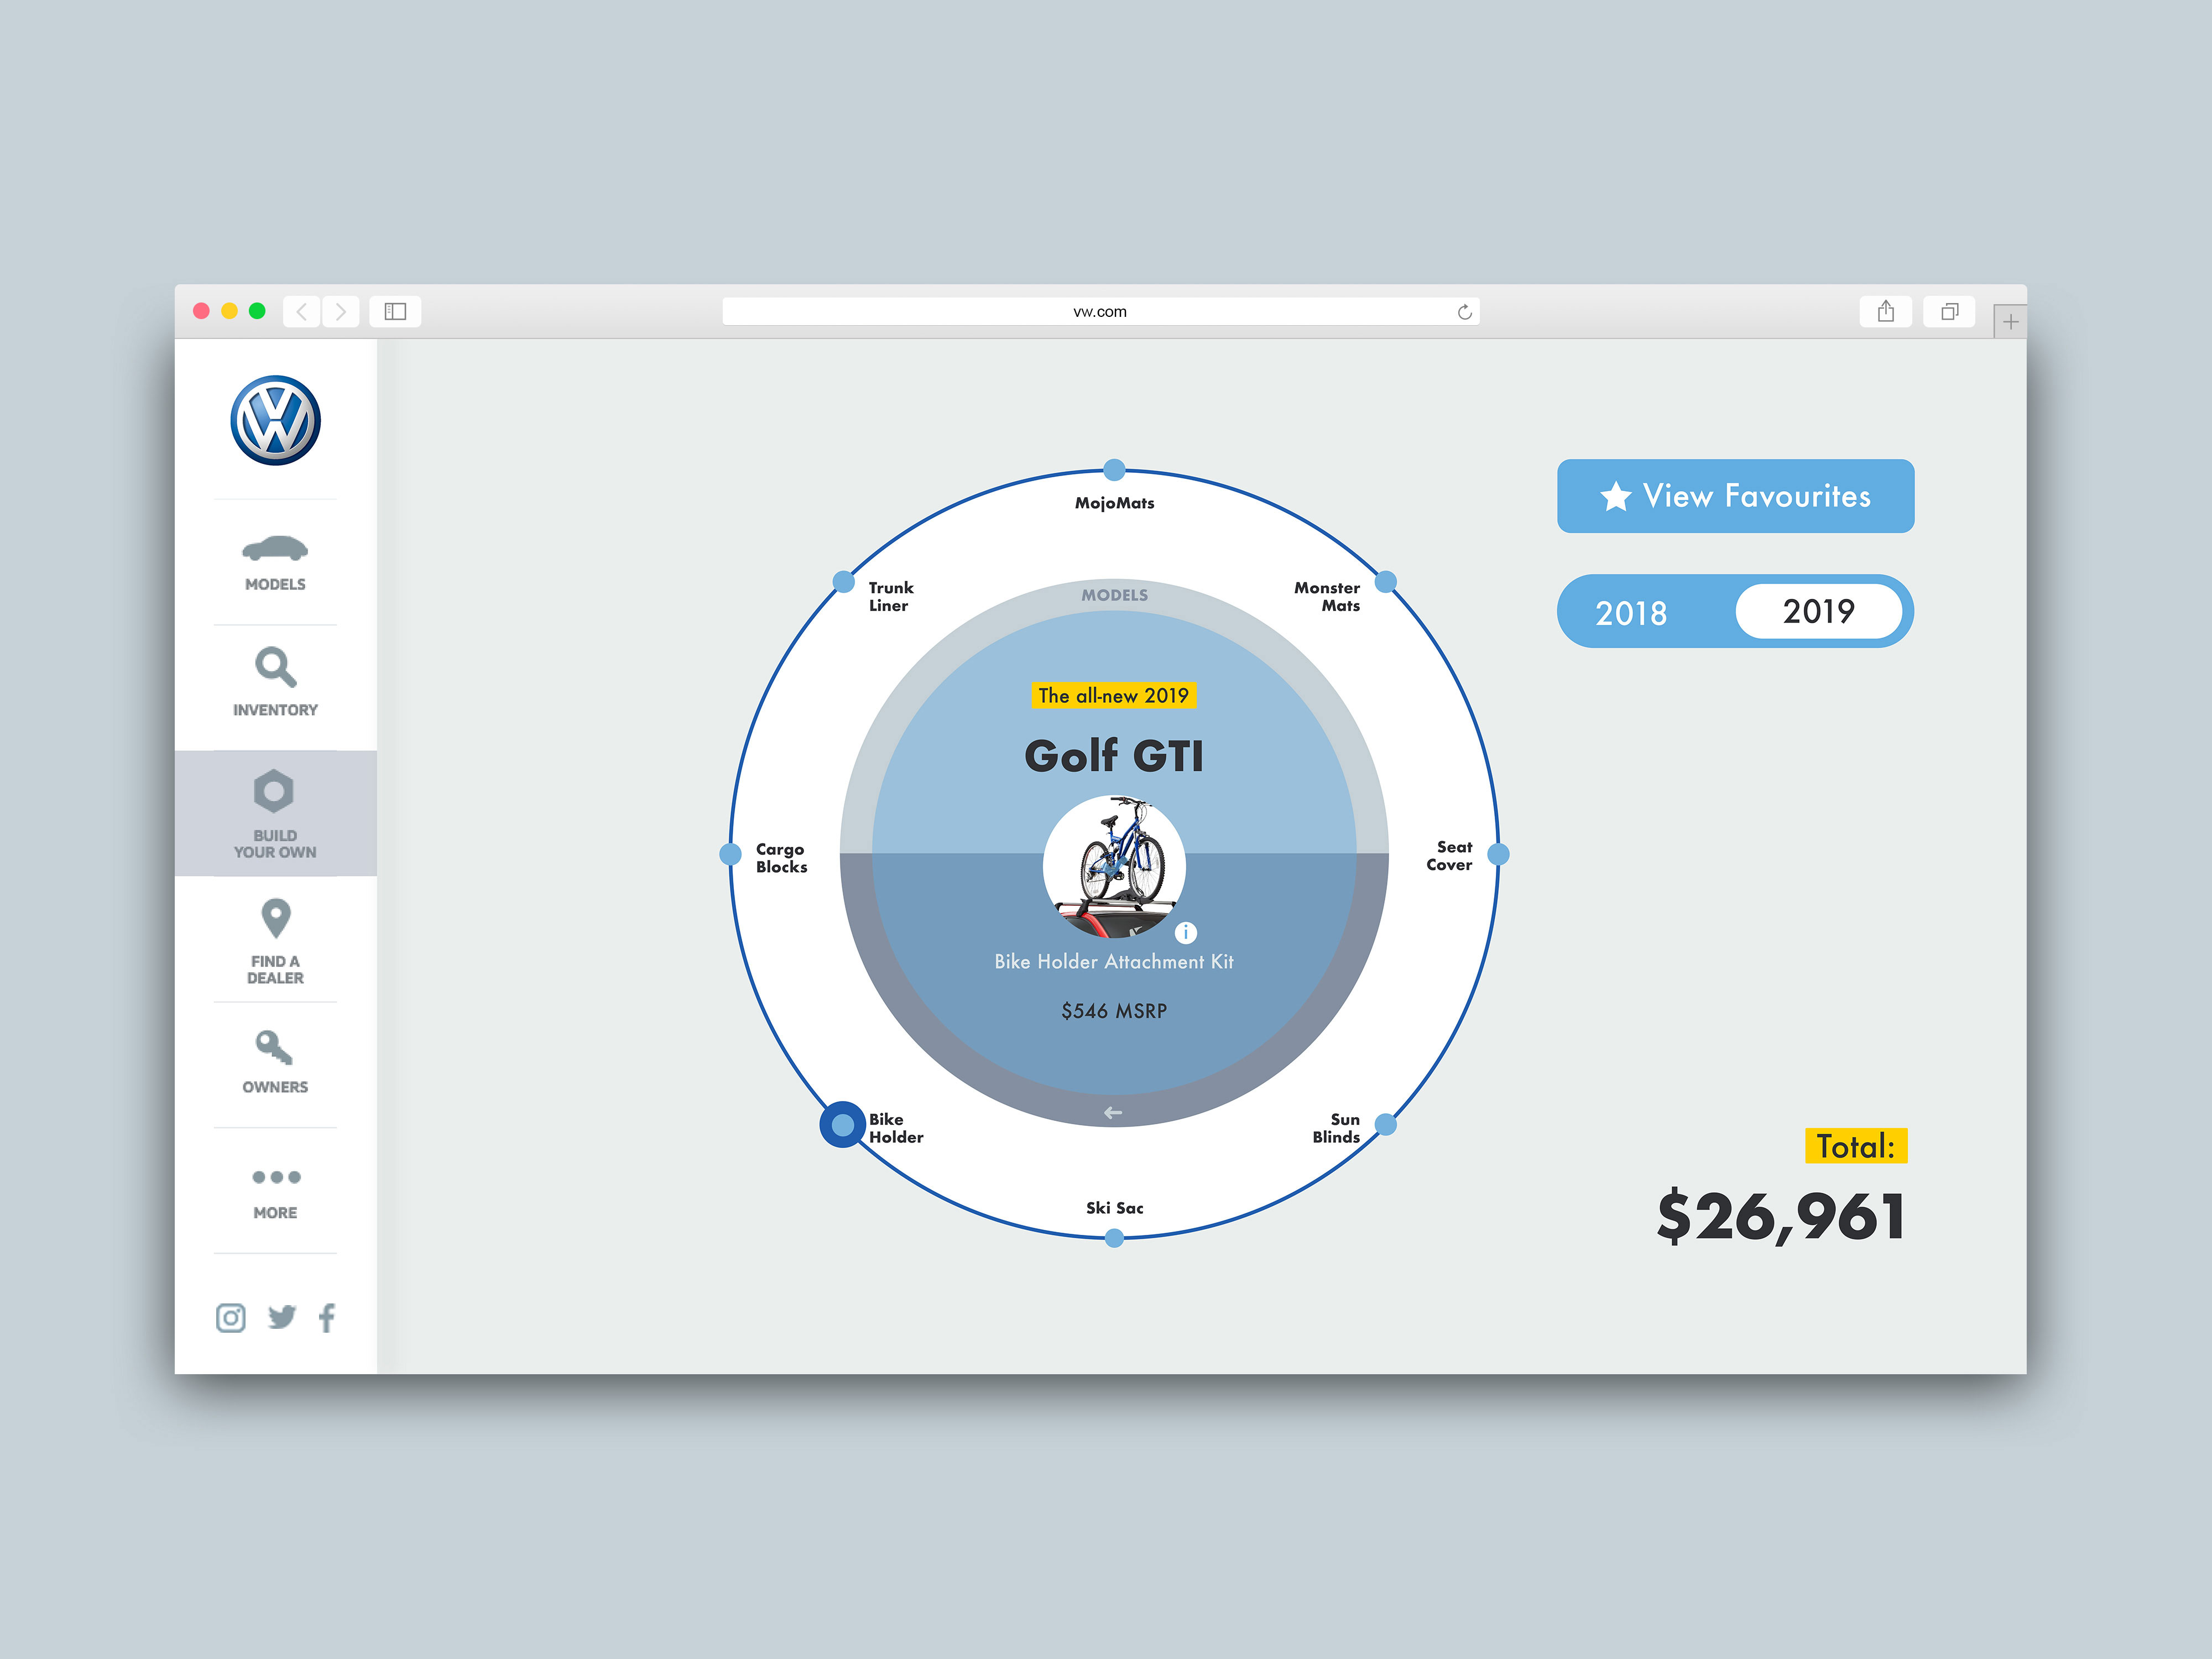 vw.com
MODELS
INVENTORY
BUILD
YOUR OWN
FIND A
DEALER
OWNERS
MORE
MojoMats
Trunk
Liner
Monster
Mats
MODELS
The all-new 2019
Golf GTI
Cargo
Blocks
Seat
Cover
i
Bike Holder Attachment Kit
$546 MSRP
Bike
Holder
Sun
Blinds
Ski Sac
View Favourites
2018 2019
Total:
$26,961